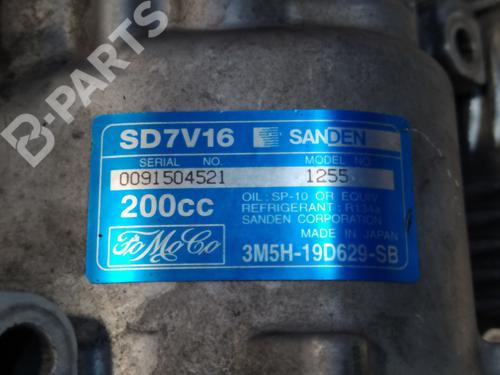 B-PARTS
SD7V16 SANDEN
SERIAL NO. MODEL NO.
0091504521 1255
200cc
OIL: SP-10 OR EQUIV.
REFRIGERANT: R134a
SANDEN CORPORATION
MADE IN JAPAN
FoMoCo 3M5H-19D629-SB